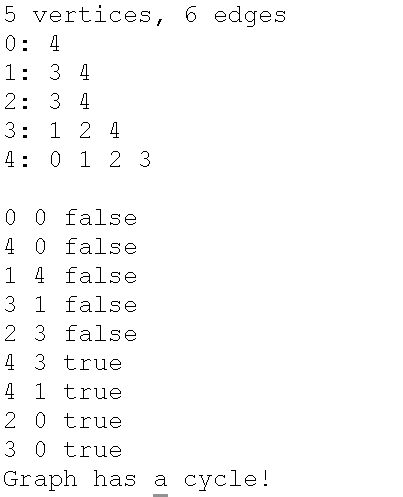 5 vertices, 6 edges
0: 4
1: 3 4
2: 3 4
3: 1 2 4
4: 0 1 2 3

0 0 false
4 0 false
1 4 false
3 1 false
2 3 false
4 3 true
4 1 true
2 0 true
3 0 true
Graph has a cycle!